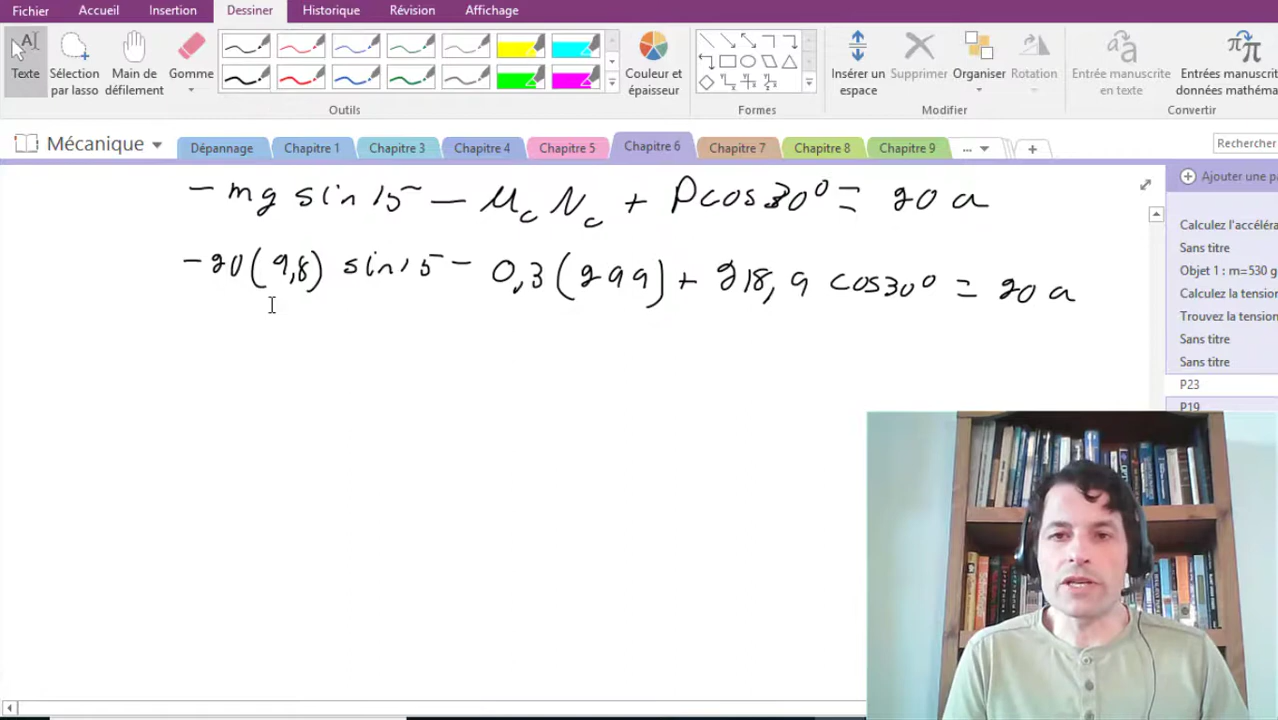 Fichier Accueil Insertion Dessiner Historique Révision Affichage
Texte
Sélection par lasso
Main de défilement
Gomme
Couleur et épaisseur
Insérer un espace
Supprimer
Organiser
Rotation
Entrée manuscrite en texte
Entrées manuscri
données mathéma
Outils Formes Modifier Convertir
Mécanique Dépannage Chapitre 1 Chapitre 3 Chapitre 4 Chapitre 5 Chapitre 6 Chapitre 7 Chapitre 8 Chapitre 9 ... +
Rechercher
Ajouter une pa
Calculez l'accéléra
Sans titre
Objet 1 : m=530 g
Calculez la tension
Trouvez la tension
Sans titre
Sans titre
P23
P19
- mg sin 15 - μc Nc + P cos 30° = 20 a
- 20 (9,8) sin 15 - 0,3 (299) + 218,9 cos 30° = 20 a